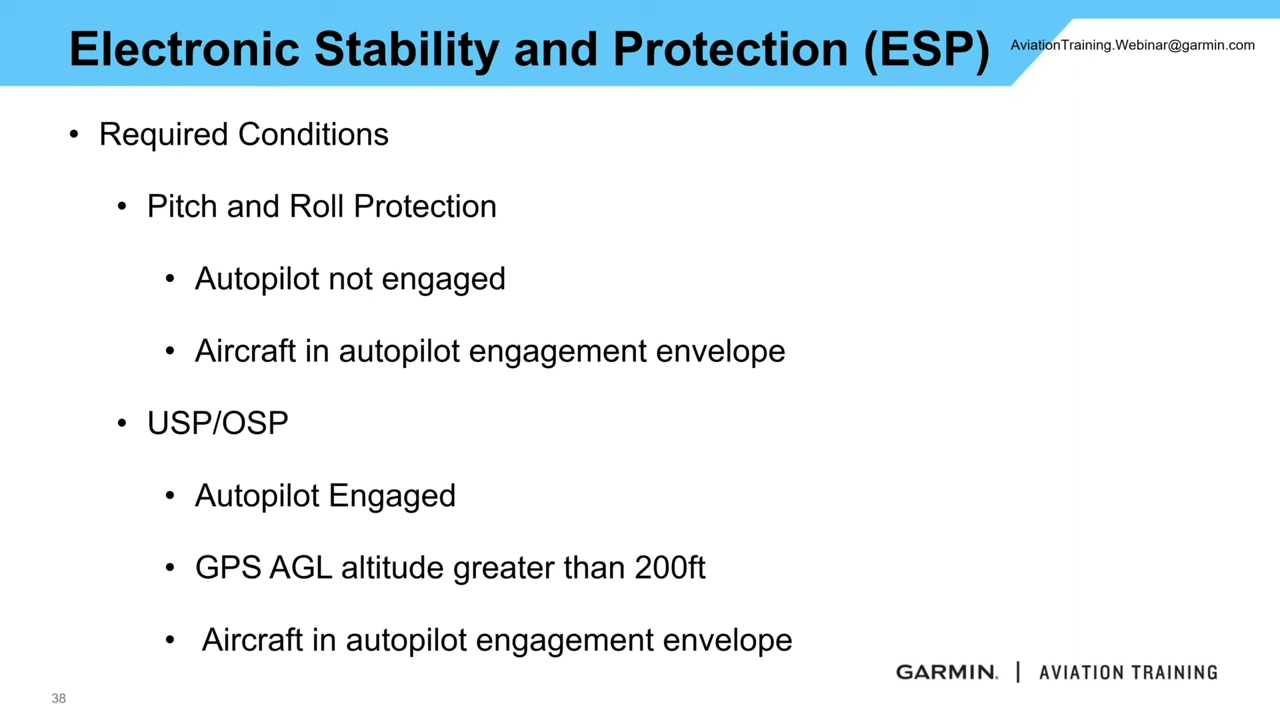 Electronic Stability and Protection (ESP)
AviationTraining.Webinar@garmin.com
• Required Conditions
• Pitch and Roll Protection
• Autopilot not engaged
• Aircraft in autopilot engagement envelope
• USP/OSP
• Autopilot Engaged
• GPS AGL altitude greater than 200ft
• Aircraft in autopilot engagement envelope
GARMIN. | AVIATION TRAINING
38